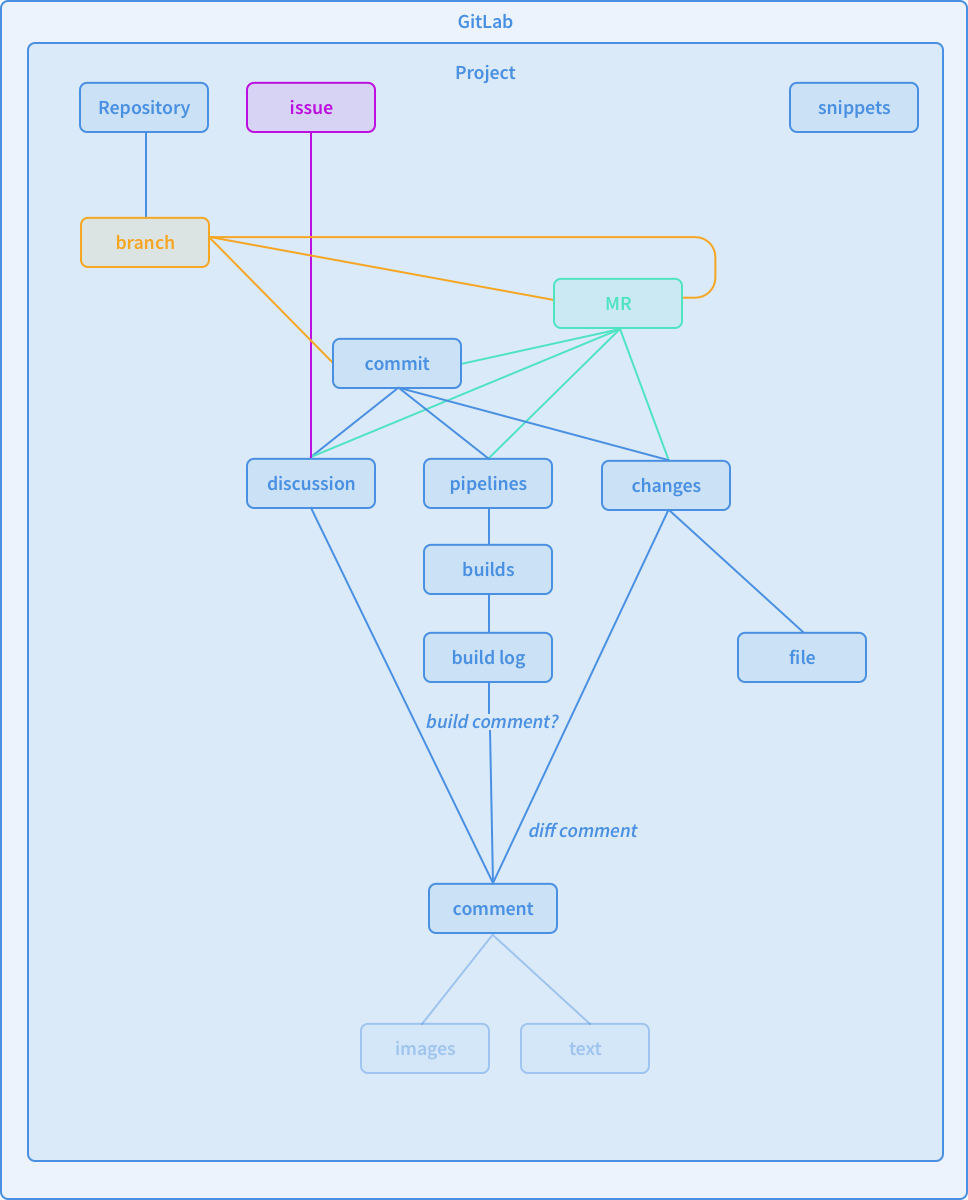 GitLab
Project
Repository
issue
snippets
branch
MR
commit
discussion
pipelines
changes
builds
build log
file
build comment?
diff comment
comment
images
text